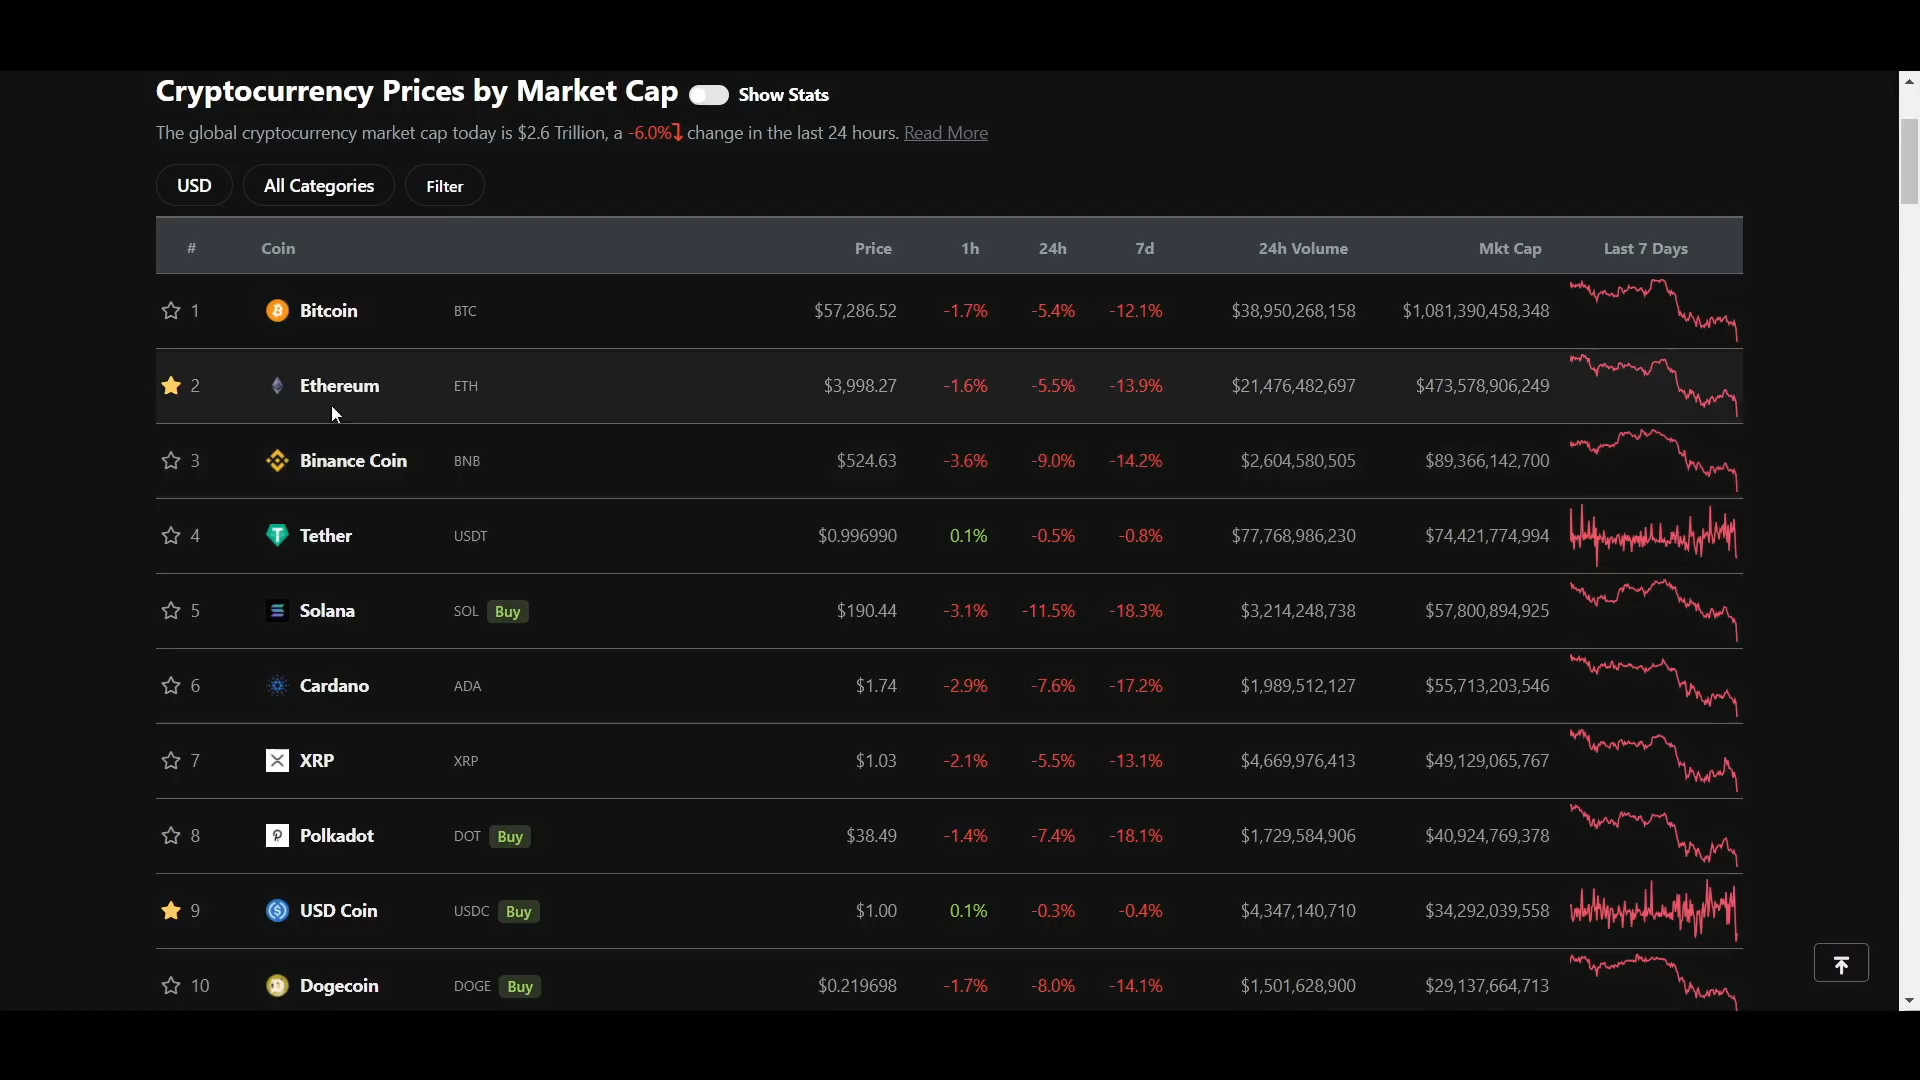 Cryptocurrency Prices by Market Cap Show Stats
The global cryptocurrency market cap today is $2.6 Trillion, a -6.0% change in the last 24 hours. Read More
USD All Categories Filter
# Coin Price 1h 24h 7d 24h Volume Mkt Cap Last 7 Days
1 Bitcoin BTC $57,286.52 -1.7% -5.4% -12.1% $38,950,268,158 $1,081,390,458,348
2 Ethereum ETH $3,998.27 -1.6% -5.5% -13.9% $21,476,482,697 $473,578,906,249
3 Binance Coin BNB $524.63 -3.6% -9.0% -14.2% $2,604,580,505 $89,366,142,700
4 Tether USDT $0.996990 0.1% -0.5% -0.8% $77,768,986,230 $74,421,774,994
5 Solana SOL Buy $190.44 -3.1% -11.5% -18.3% $3,214,248,738 $57,800,894,925
6 Cardano ADA $1.74 -2.9% -7.6% -17.2% $1,989,512,127 $55,713,203,546
7 XRP XRP $1.03 -2.1% -5.5% -13.1% $4,669,976,413 $49,129,065,767
8 Polkadot DOT Buy $38.49 -1.4% -7.4% -18.1% $1,729,584,906 $40,924,769,378
9 USD Coin USDC Buy $1.00 0.1% -0.3% -0.4% $4,347,140,710 $34,292,039,558
10 Dogecoin DOGE Buy $0.219698 -1.7% -8.0% -14.1% $1,501,628,900 $29,137,664,713